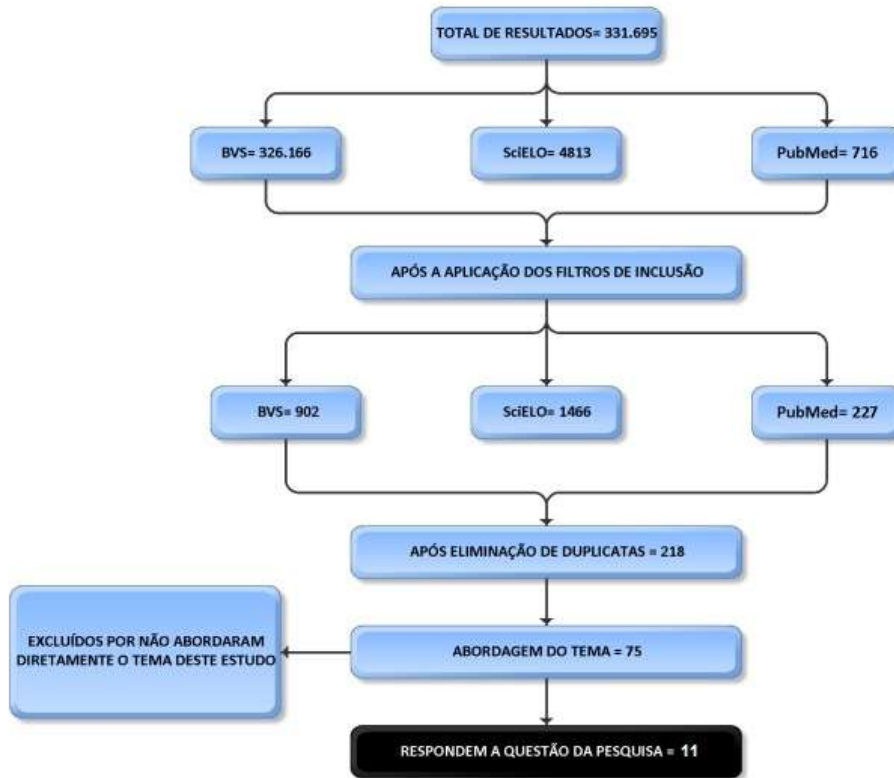 TOTAL DE RESULTADOS= 331.695
BVS= 326.166
SciELO= 4813
PubMed= 716
APÓS A APLICAÇÃO DOS FILTROS DE INCLUSÃO
BVS= 902
SciELO= 1466
PubMed= 227
APÓS ELIMINAÇÃO DE DUPLICATAS = 218
EXCLUÍDOS POR NÃO ABORDARAM
DIRETAMENTE O TEMA DESTE ESTUDO
ABORDAGEM DO TEMA = 75
RESPONDEM A QUESTÃO DA PESQUISA = 11